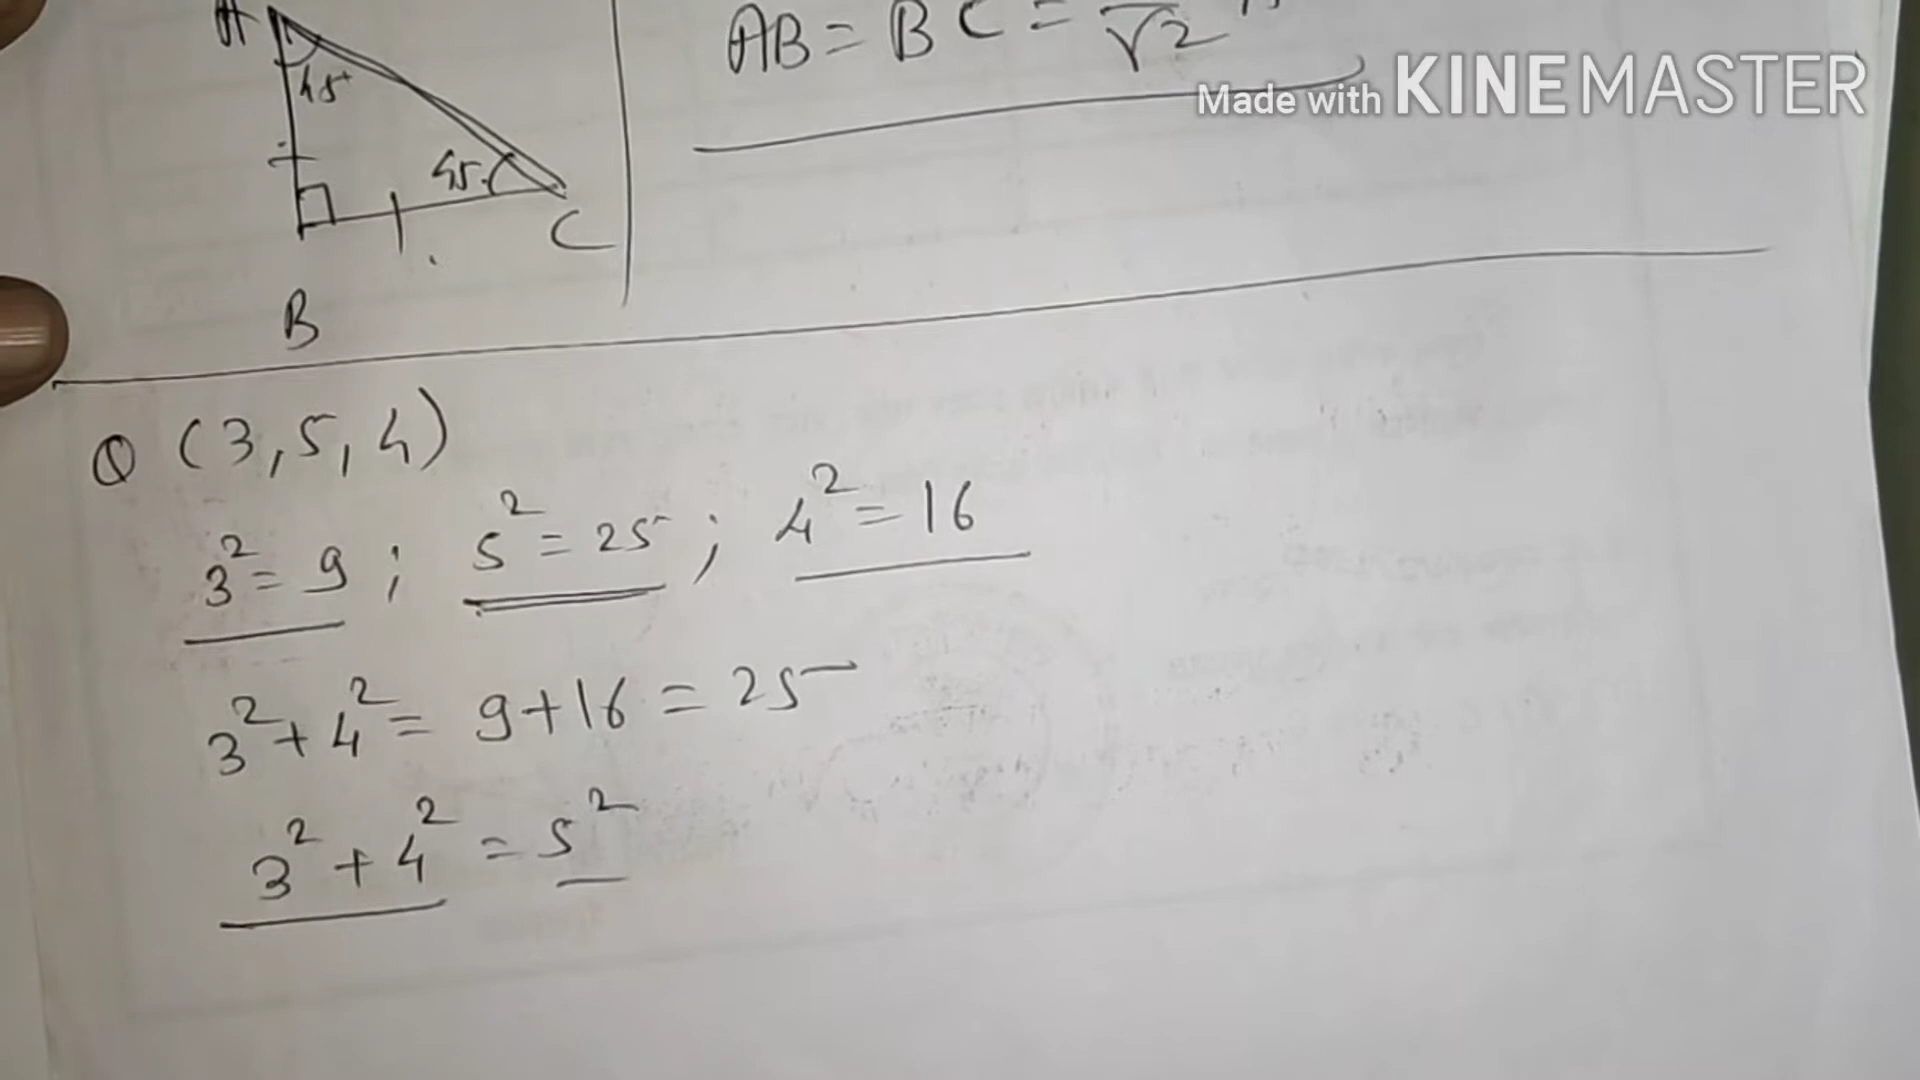 A
45
45
B
C
AB = BC = √2
Made with KINEMASTER
Q (3, 5, 4)
3² = 9 ; 5² = 25 ; 4² = 16
3² + 4² = 9 + 16 = 25
3² + 4² = 5²